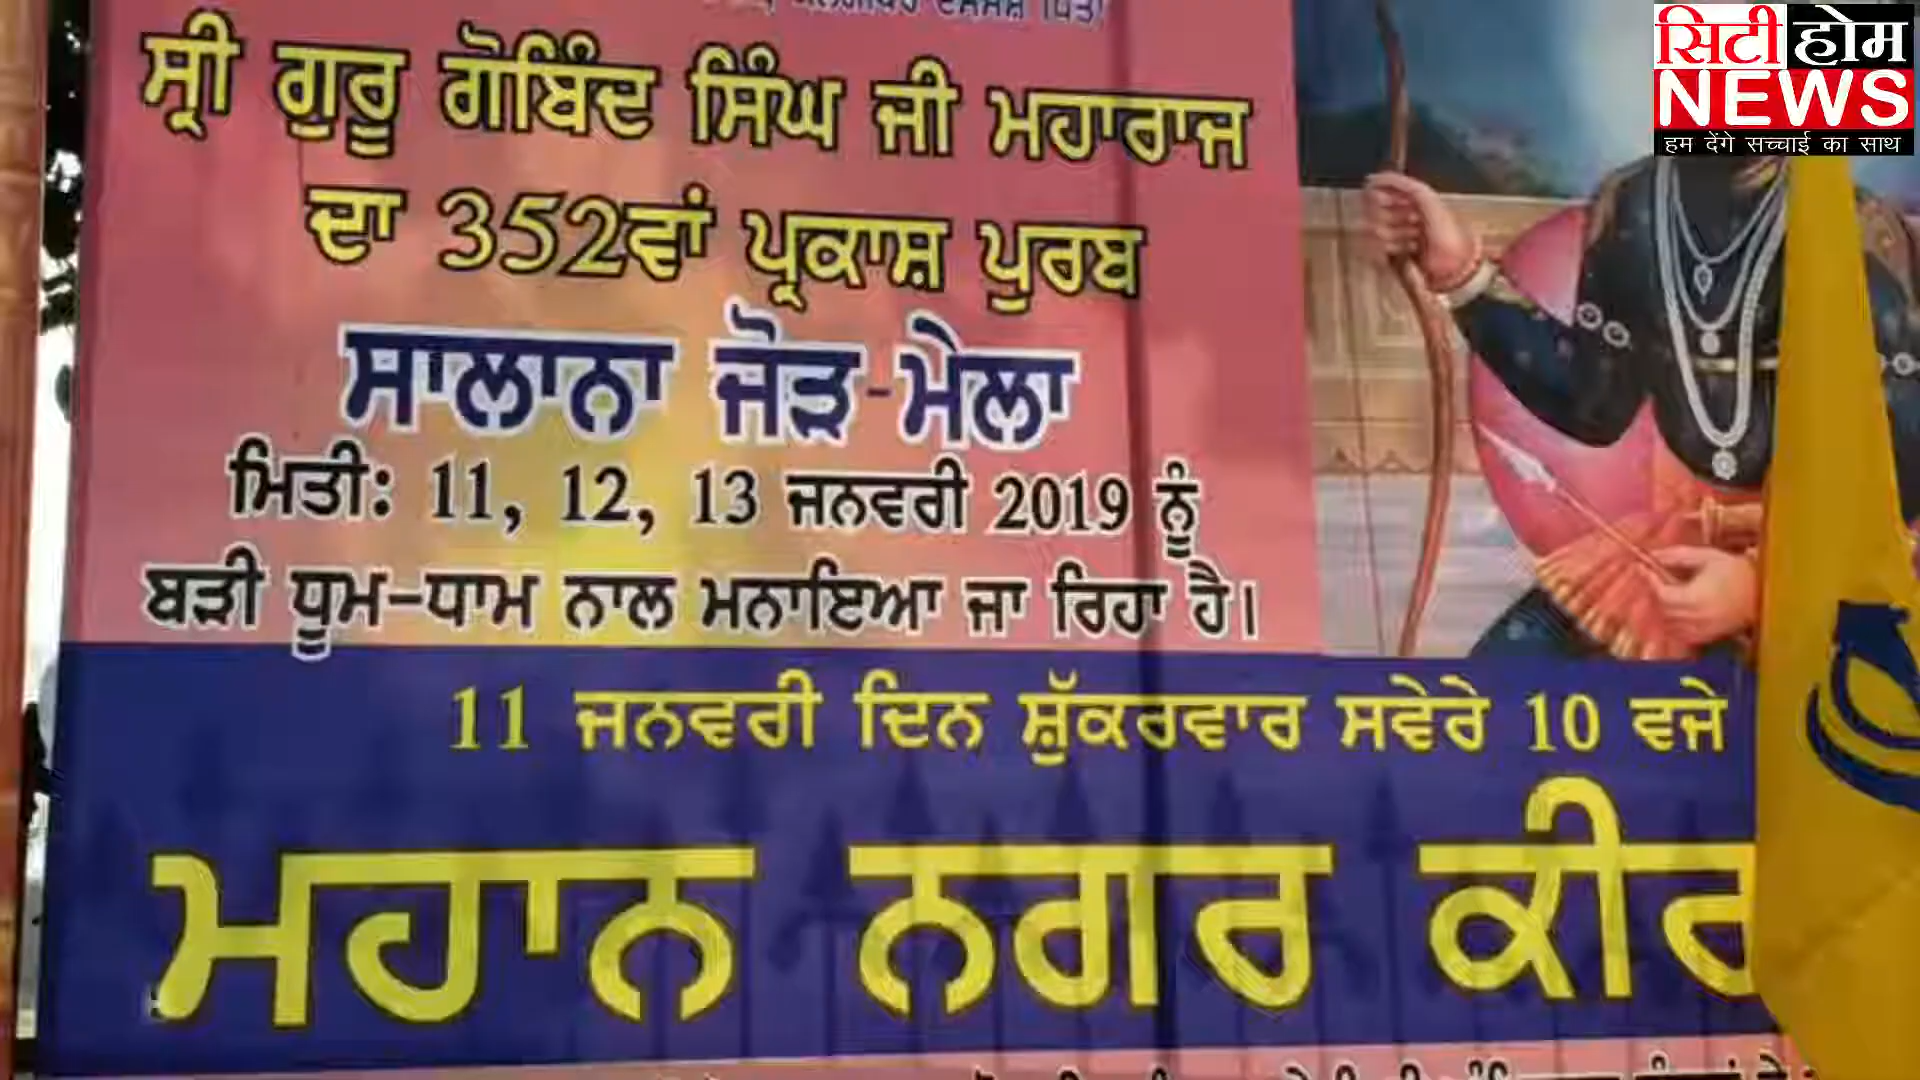 ਸ੍ਰੀ ਗੁਰੂ ਗੋਬਿੰਦ ਸਿੰਘ ਜੀ ਮਹਾਰਾਜ
ਦਾ 352ਵਾਂ ਪ੍ਰਕਾਸ਼ ਪੁਰਬ
ਸਾਲਾਨਾ ਜੋੜ-ਮੇਲਾ
ਮਿਤੀ: 11, 12, 13 ਜਨਵਰੀ 2019 ਨੂੰ
ਬੜੀ ਧੂਮ-ਧਾਮ ਨਾਲ ਮਨਾਇਆ ਜਾ ਰਿਹਾ ਹੈ।
11 ਜਨਵਰੀ ਦਿਨ ਸ਼ੁੱਕਰਵਾਰ ਸਵੇਰੇ 10 ਵਜੇ
ਮਹਾਨ ਨਗਰ ਕੀਰ
सिटी होम
NEWS
हम देंगे सच्चाई का साथ